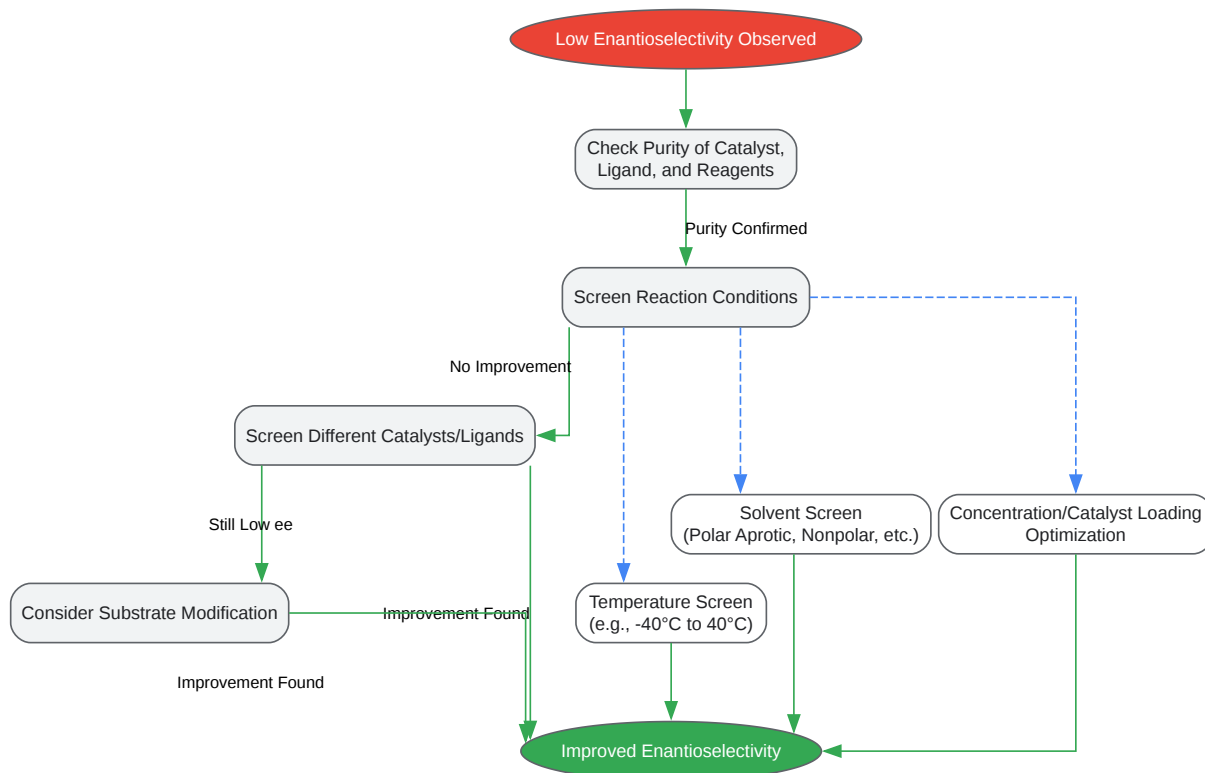 Low Enantioselectivity Observed
Check Purity of Catalyst,
Ligand, and Reagents
Purity Confirmed
Screen Reaction Conditions
No Improvement
Screen Different Catalysts/Ligands
Solvent Screen
(Polar Aprotic, Nonpolar, etc.)
Concentration/Catalyst Loading
Optimization
Still Low ee
Consider Substrate Modification
Improvement Found
Temperature Screen
(e.g., -40°C to 40°C)
Improvement Found
Improved Enantioselectivity